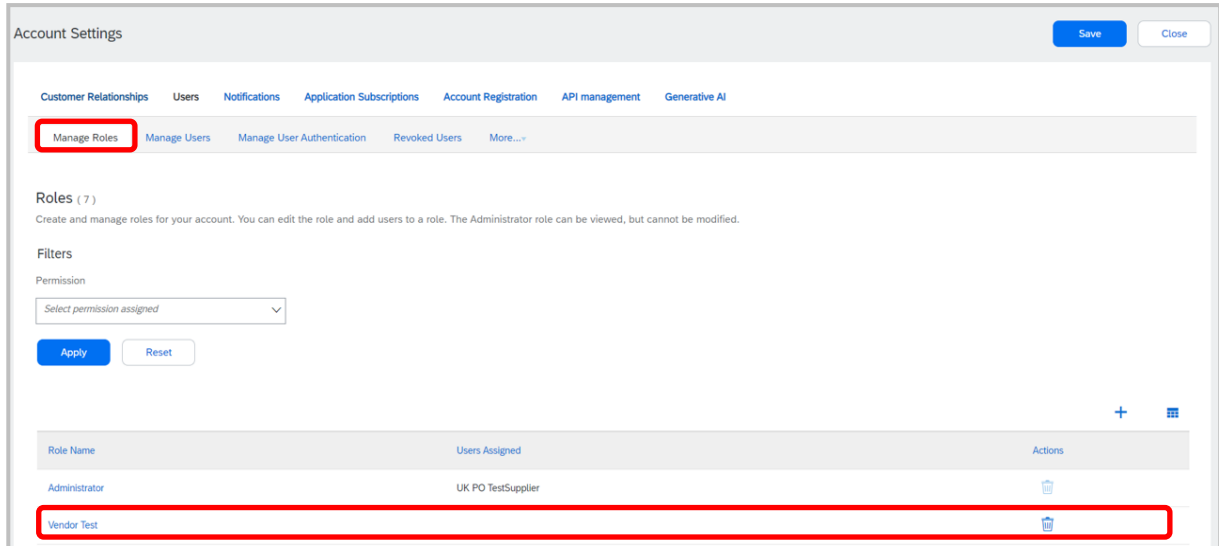 Account Settings
Save
Close
Customer Relationships Users Notifications Application Subscriptions Account Registration API management Generative AI
Manage Roles Manage Users Manage User Authentication Revoked Users More...
Roles ( 7 )
Create and manage roles for your account. You can edit the role and add users to a role. The Administrator role can be viewed, but cannot be modified.
Filters
Permission
Select permission assigned
Apply Reset
Role Name Users Assigned Actions
Administrator UK PO TestSupplier
Vendor Test